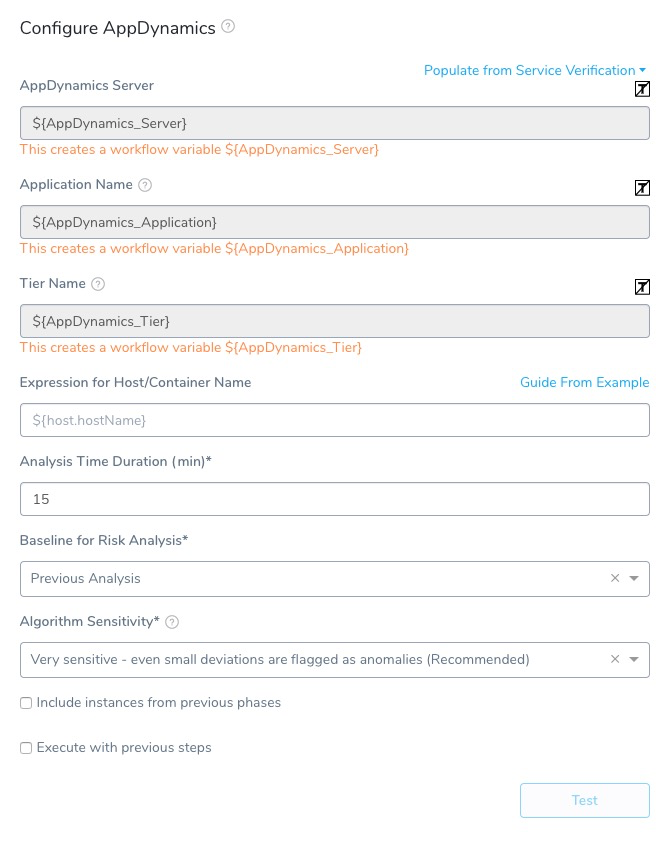 Configure AppDynamics ?
Populate from Service Verification
AppDynamics Server
T
${AppDynamics_Server}
This creates a workflow variable ${AppDynamics_Server}
Application Name ?
T
${AppDynamics_Application}
This creates a workflow variable ${AppDynamics_Application}
Tier Name ?
T
${AppDynamics_Tier}
This creates a workflow variable ${AppDynamics_Tier}
Expression for Host/Container Name Guide From Example
${host.hostName}
Analysis Time Duration (min)*
15
Baseline for Risk Analysis*
Previous Analysis ×
Algorithm Sensitivity* ?
Very sensitive - even small deviations are flagged as anomalies (Recommended) ×
Include instances from previous phases
Execute with previous steps
Test